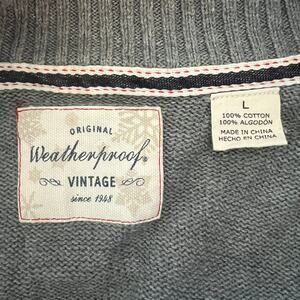 ORIGINAL
Weatherproof®
VINTAGE
since 1948
L
100% COTTON
100% ALGODÓN
MADE IN CHINA
HECHO EN CHINA